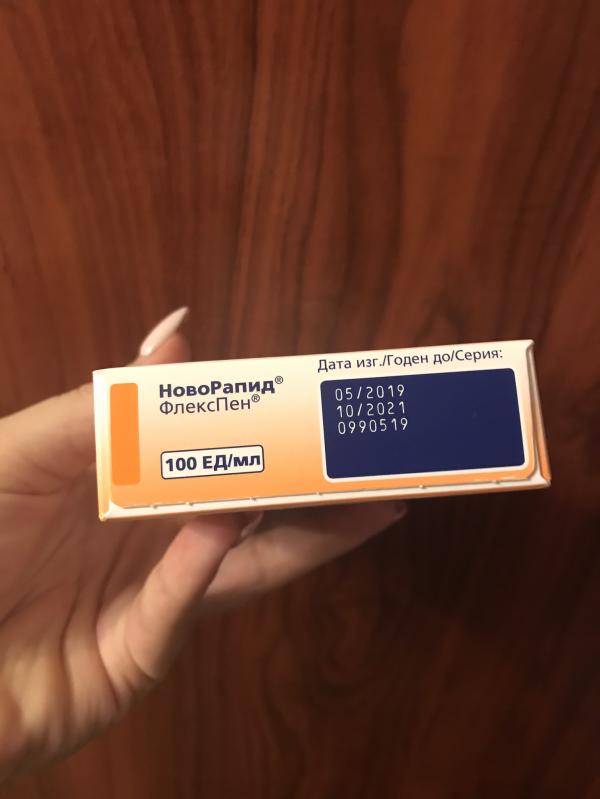 НовоРапид®
ФлексПен®
100 ЕД/мл
Дата изг./Годен до/Серия:
05/2019
10/2021
0990519